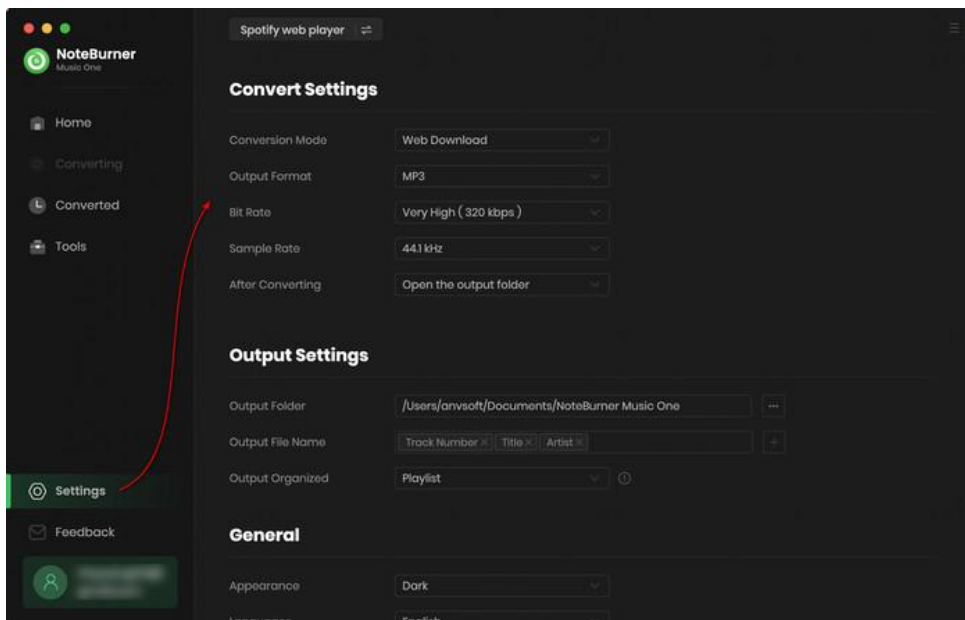 Spotify web player
NoteBurner
Music One
Home
Converting
Converted
Tools
Settings
Feedback
Convert Settings
Conversion Mode Web Download
Output Format MP3
Bit Rate Very High ( 320 kbps )
Sample Rate 44.1 kHz
After Converting Open the output folder
Output Settings
Output Folder /Users/anvsoft/Documents/NoteBurner Music One ...
Output File Name Track Number × Title × Artist × +
Output Organized Playlist
General
Appearance Dark
Language English